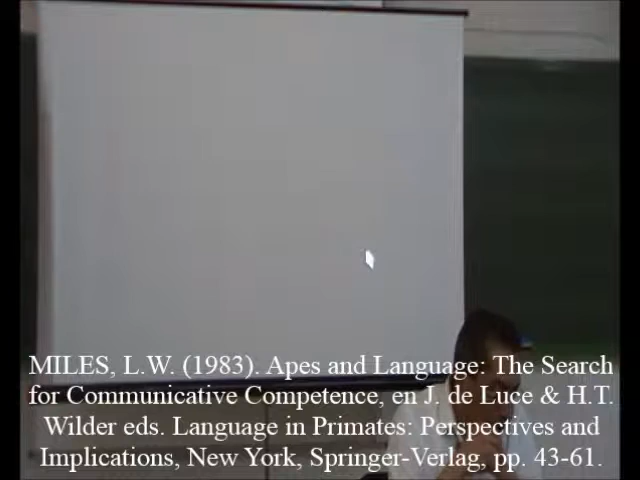 MILES, L.W. (1983). Apes and Language: The Search
for Communicative Competence, en J. de Luce & H.T.
Wilder eds. Language in Primates: Perspectives and
Implications, New York, Springer-Verlag, pp. 43-61.